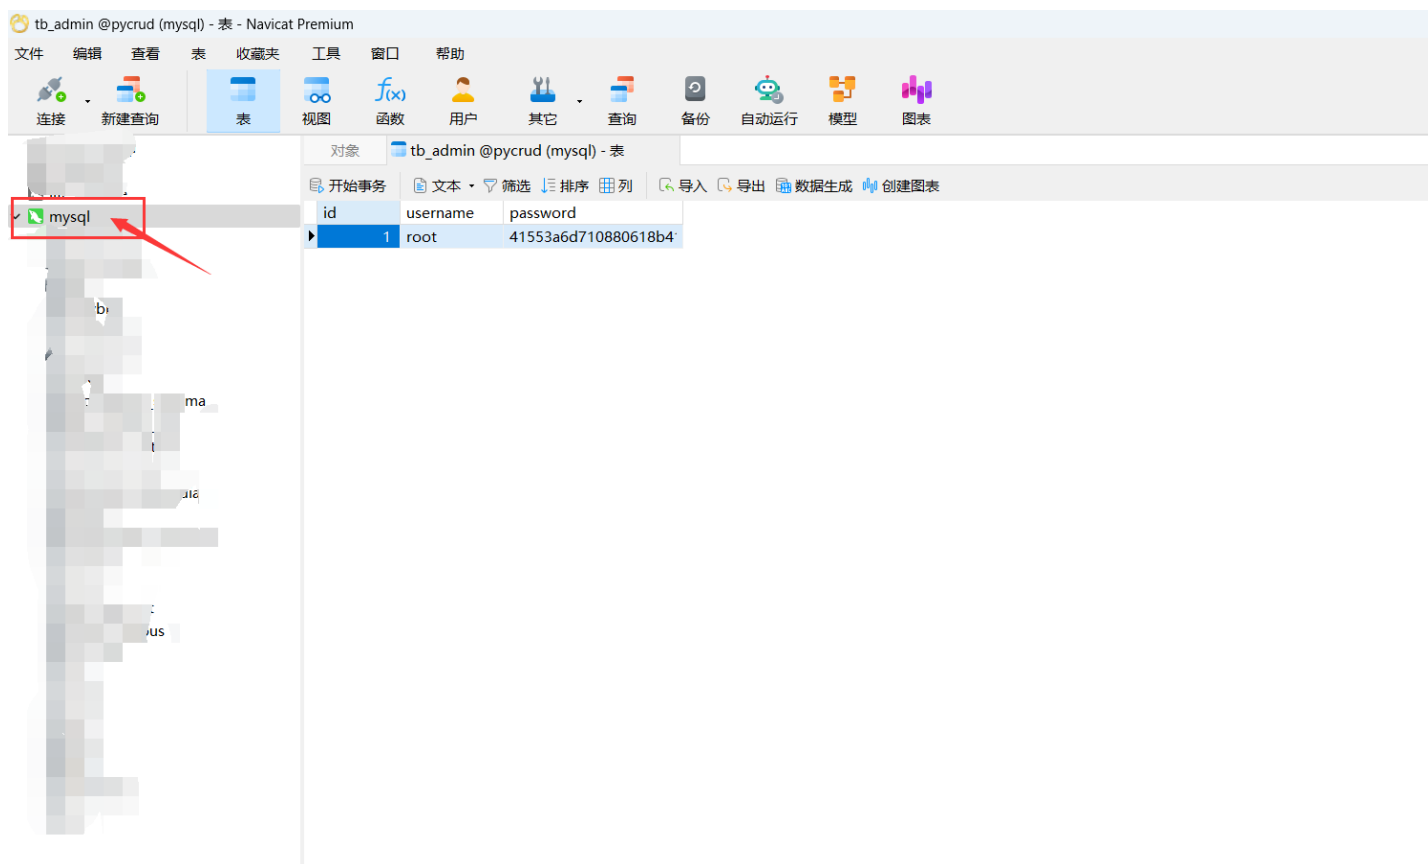 tb_admin @pycrud (mysql) - 表 - Navicat Premium
文件 编辑 查看 表 收藏夹 工具 窗口 帮助
连接 新建查询 表 视图 函数 用户 其它 查询 备份 自动运行 模型 图表
对象 tb_admin @pycrud (mysql) - 表
开始事务 文本 筛选 排序 列 导入 导出 数据生成 创建图表
mysql
id username password
1 root 41553a6d710880618b4